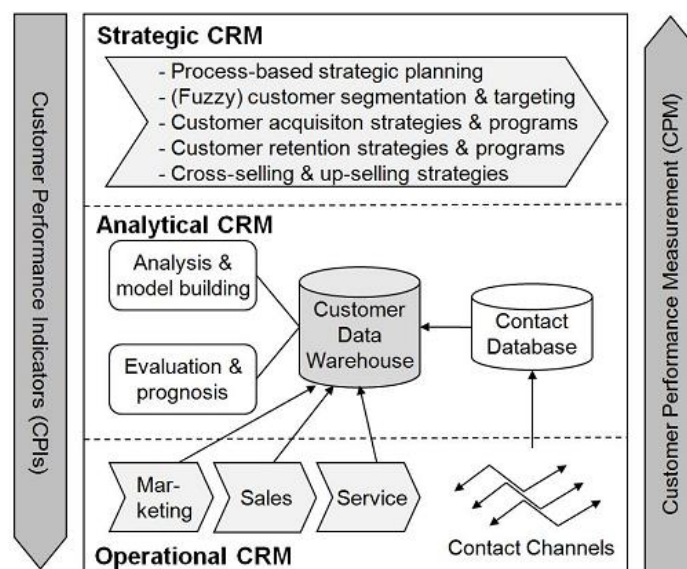 Customer Performance Indicators (CPIs)
Strategic CRM
- Process-based strategic planning
- (Fuzzy) customer segmentation & targeting
- Customer acquisiton strategies & programs
- Customer retention strategies & programs
- Cross-selling & up-selling strategies
Analytical CRM
Analysis &
model building
Evaluation &
prognosis
Customer
Data
Warehouse
Contact
Database
Mar-
keting
Sales
Service
Contact Channels
Operational CRM
Customer Performance Measurement (CPM)